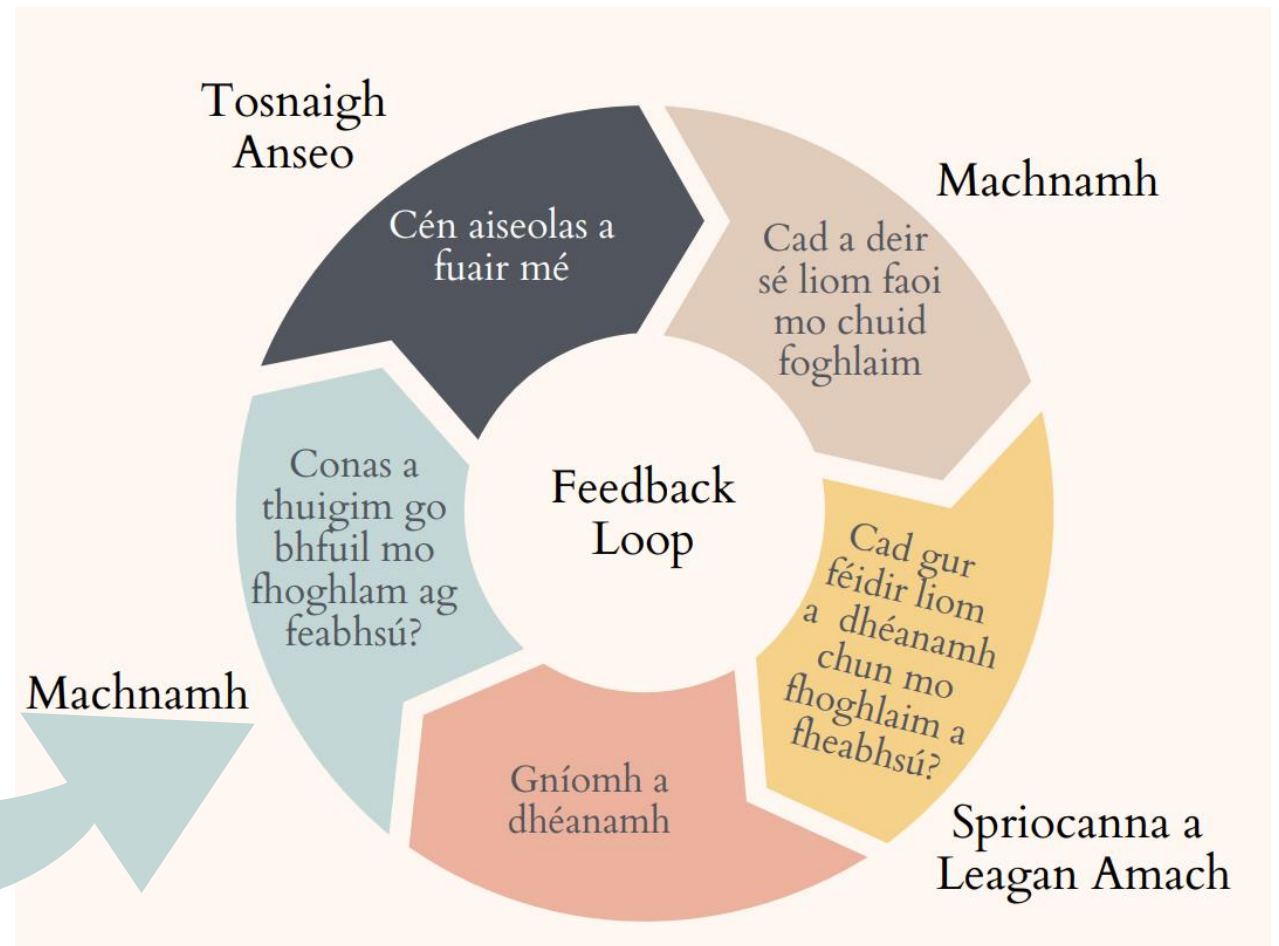 Tosnaigh
Anseo
Cén aiseolas a
fuair mé
Machnamh
Cad a deir
sé liom faoi
mo chuid
foghlaim
Cad gur
féidir liom
a dhéanamh
chun mo
fhoghlaim a
fheabhsú?
Spriocanna a
Leagan Amach
Gníomh a
dhéanamh
Machnamh
Conas a
thuigim go
bhfuil mo
fhoghlam ag
feabhsú?
Feedback
Loop